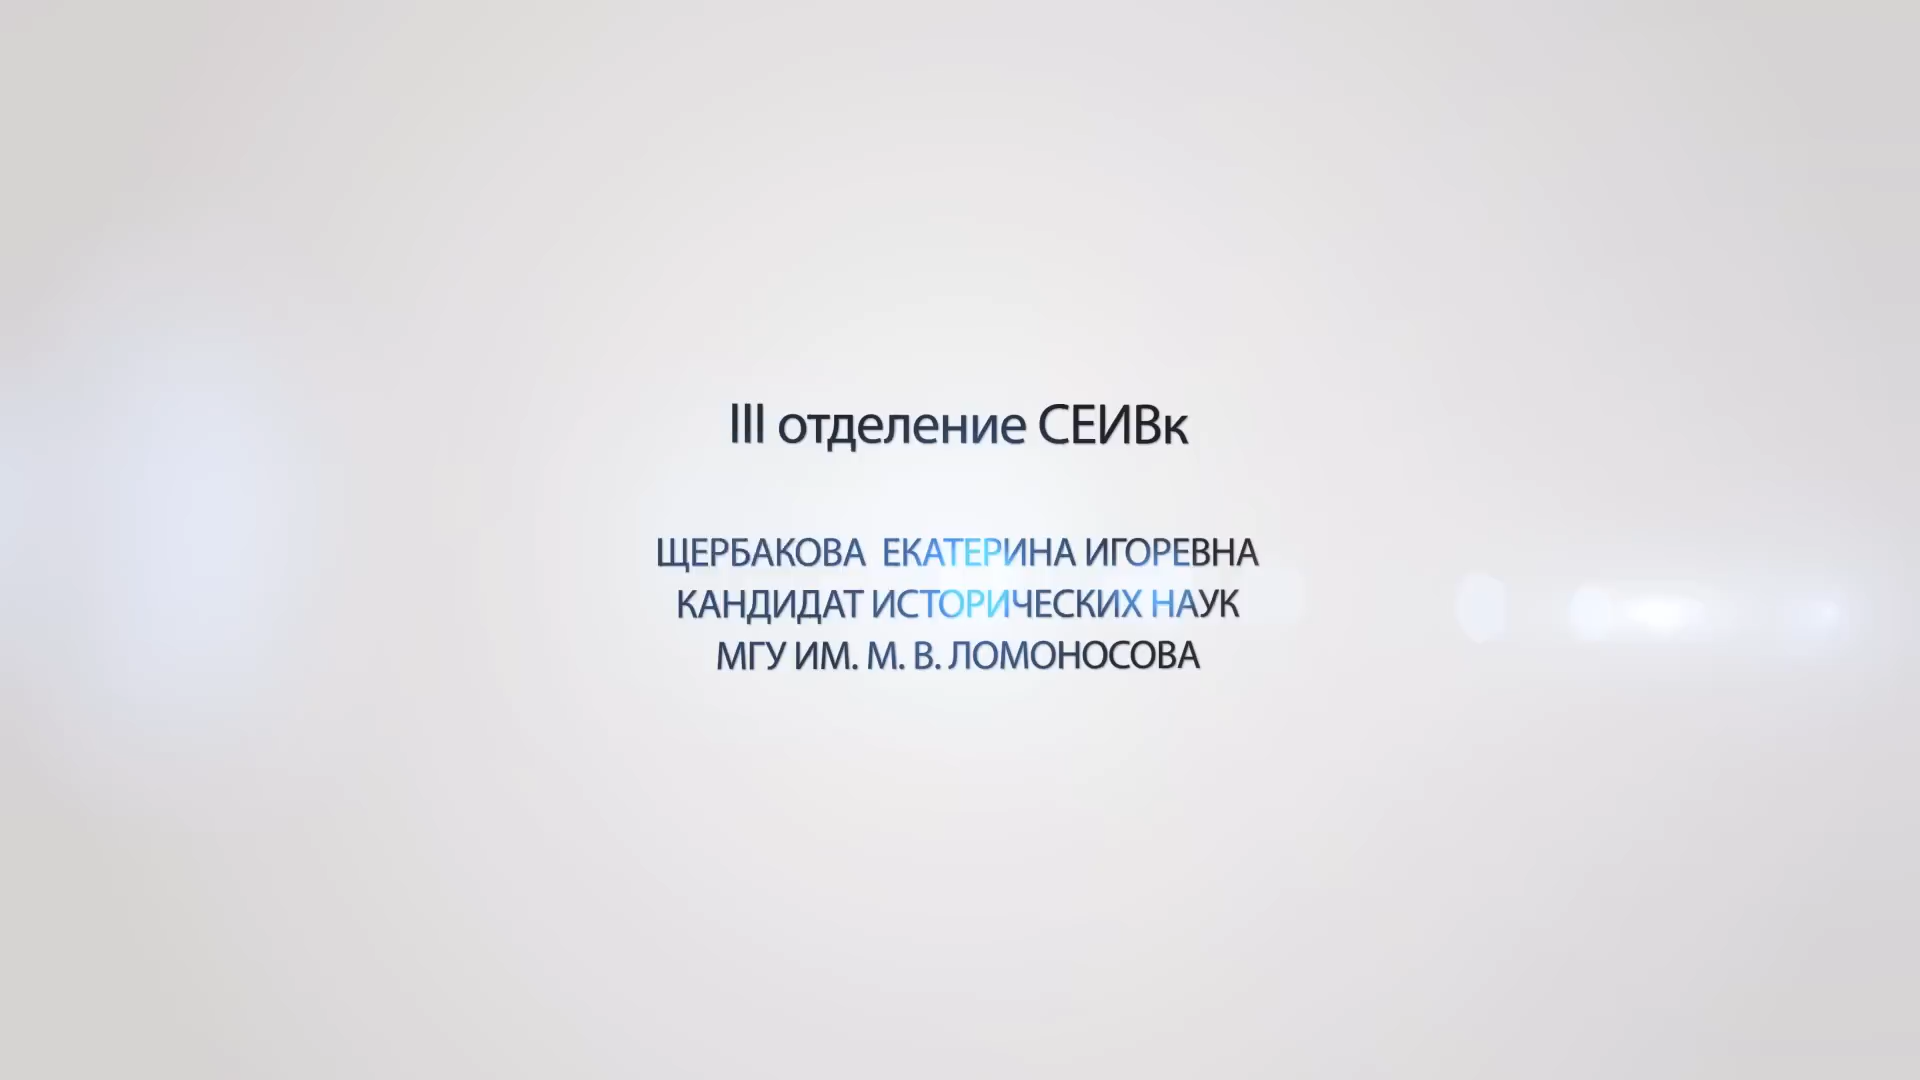 III отделение СЕИВк
ЩЕРБАКОВА ЕКАТЕРИНА ИГОРЕВНА
КАНДИДАТ ИСТОРИЧЕСКИХ НАУК
МГУ ИМ. М. В. ЛОМОНОСОВА